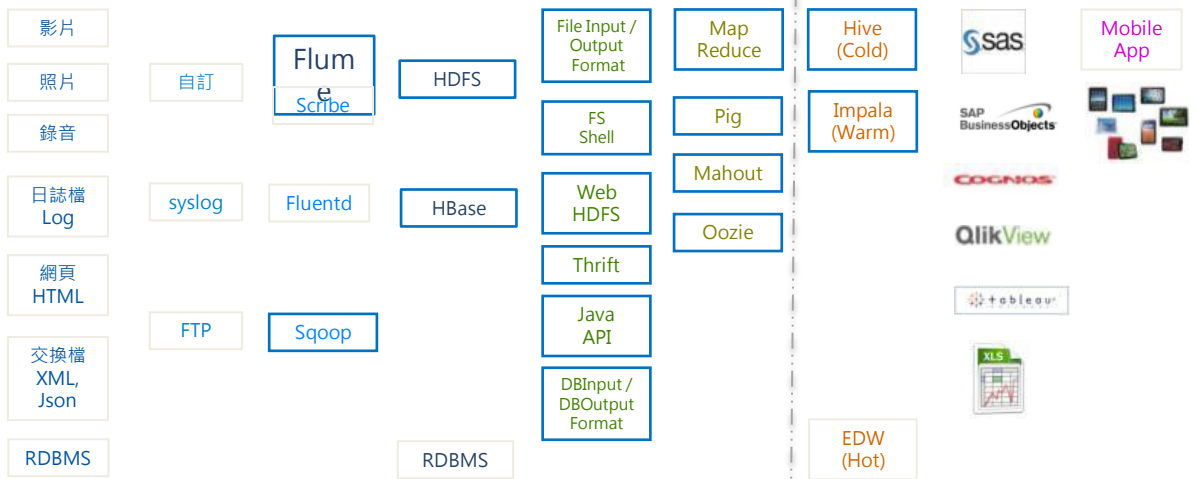 影片
照片
錄音
日誌檔
Log
網頁
HTML
交換檔
XML,
Json
RDBMS
自訂
syslog
FTP
Flum
e
Scribe
Fluentd
Sqoop
HDFS
HBase
RDBMS
File Input /
Output
Format
FS
Shell
Web
HDFS
Thrift
Java
API
DBInput /
DBOutput
Format
Map
Reduce
Pig
Mahout
Oozie
Hive
(Cold)
Impala
(Warm)
EDW
(Hot)
sas
SAP
BusinessObjects
COGNOS
QlikView
tableau
XLS
Mobile
App